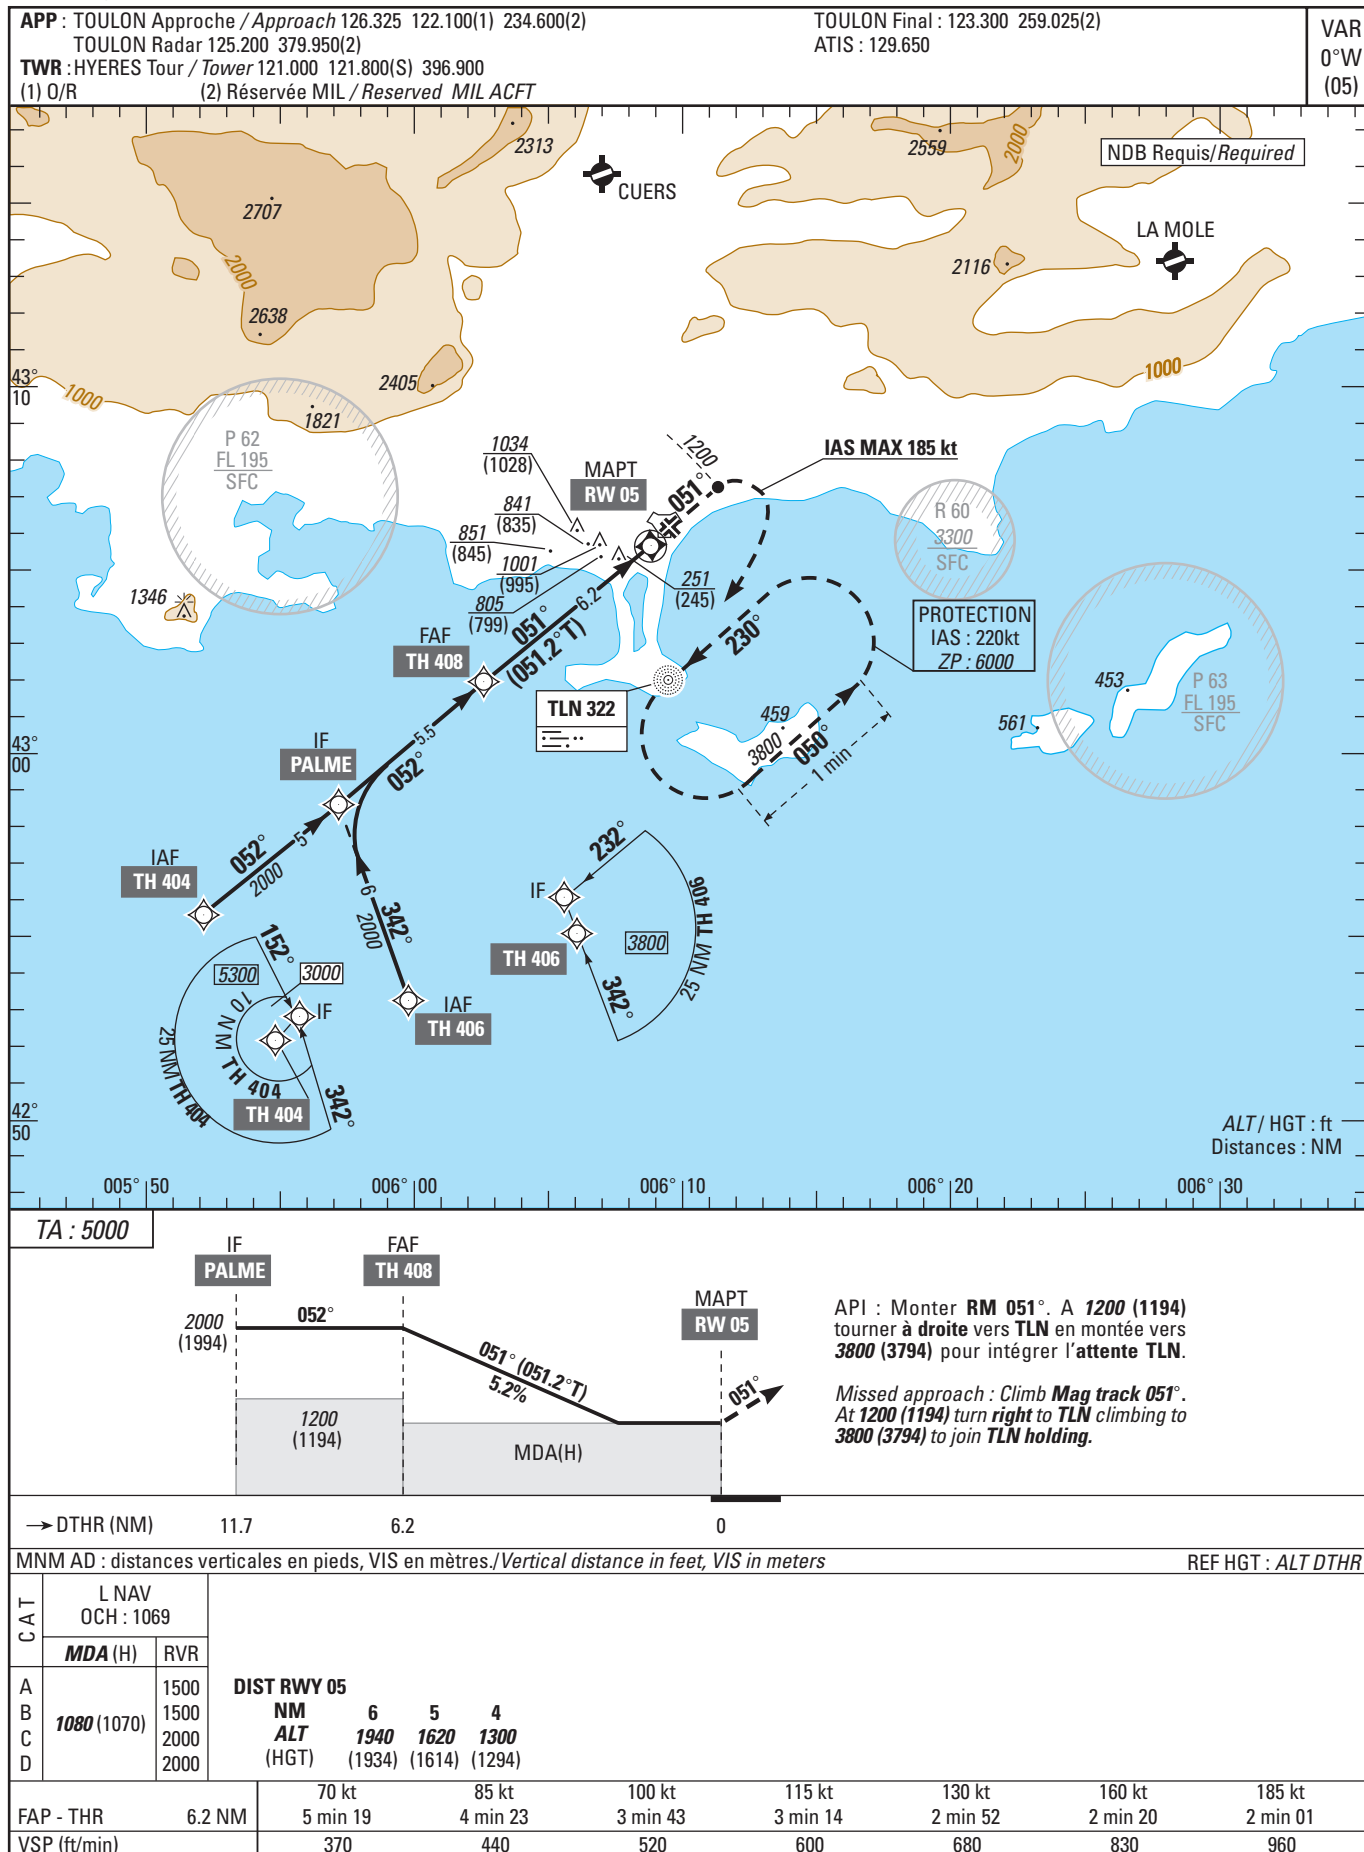 APP : TOULON Approche / Approach 126.325 122.100(1) 234.600(2)
TOULON Final : 123.300 259.025(2)
TOULON Radar 125.200 379.950(2)
ATIS : 129.650
TWR : HYERES Tour / Tower 121.000 121.800(S) 396.900
(1) O/R (2) Réservée MIL / Reserved MIL ACFT
VAR
0°W
(05)
2313
2559
2000
NDB Requis/Required
CUERS
2707
LA MOLE
2000
2116
2638
2405
43°
10
1000
1821
1000
P 62
FL 195
SFC
1034
(1028)
1200
IAS MAX 185 kt
MAPT
RW 05
051°
841
(835)
851
(845)
R 60
3300
SFC
1001
(995)
251
(245)
1346
805
(799)
6.2
051°
(051.2°T)
PROTECTION
IAS : 220kt
ZP : 6000
FAF
TH 408
230°
TLN 322
459
453
P 63
FL 195
SFC
561
3800
050°
1 min
5.5
IF
PALME
43°
00
052°
052°
5
2000
IAF
TH 404
6
2000
342°
232°
IF
TH 406
3800
25 NM TH 406
342°
152°
5300
3000
IF
10 NM TH 404
25 NM TH 404
TH 404
342°
IAF
TH 406
42°
50
ALT / HGT : ft
Distances : NM
005° 50
006° 00
006° 10
006° 20
006° 30
TA : 5000
IF
PALME
FAF
TH 408
MAPT
RW 05
2000
(1994)
052°
051° (051.2°T)
5.2%
051°
1200
(1194)
MDA(H)
API : Monter RM 051°. A 1200 (1194)
tourner à droite vers TLN en montée vers
3800 (3794) pour intégrer l'attente TLN.
Missed approach : Climb Mag track 051°.
At 1200 (1194) turn right to TLN climbing to
3800 (3794) to join TLN holding.
→ DTHR (NM) 11.7 6.2 0
MNM AD : distances verticales en pieds, VIS en mètres./Vertical distance in feet, VIS in meters
REF HGT : ALT DTHR
CAT
L NAV
OCH : 1069
MDA (H) RVR
A 1500
B 1500
1080 (1070)
C 2000
D 2000
DIST RWY 05
NM 6 5 4
ALT 1940 1620 1300
(HGT) (1934) (1614) (1294)
70 kt 85 kt 100 kt 115 kt 130 kt 160 kt 185 kt
FAP - THR 6.2 NM 5 min 19 4 min 23 3 min 43 3 min 14 2 min 52 2 min 20 2 min 01
VSP (ft/min) 370 440 520 600 680 830 960